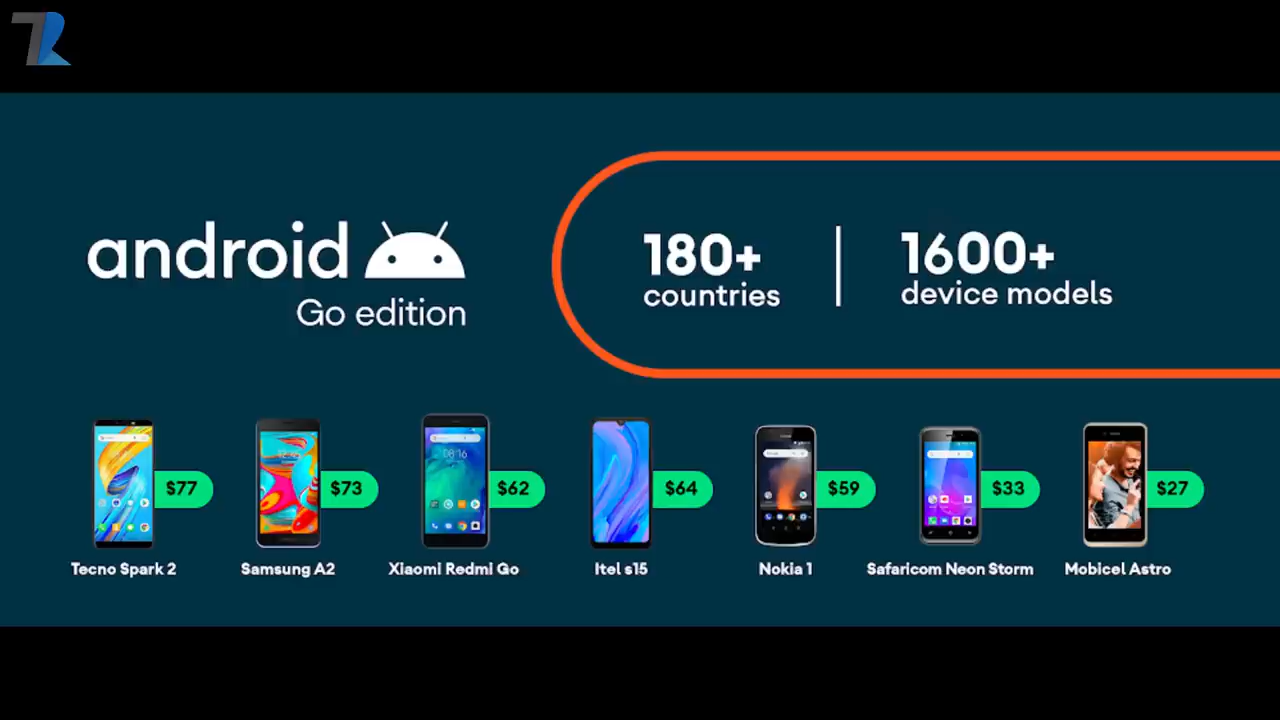 android
Go edition
180+
countries
1600+
device models
$77
$73
$62
$64
$59
$33
$27
Tecno Spark 2
Samsung A2
Xiaomi Redmi Go
Itel s15
Nokia 1
Safaricom Neon Storm
Mobicel Astro